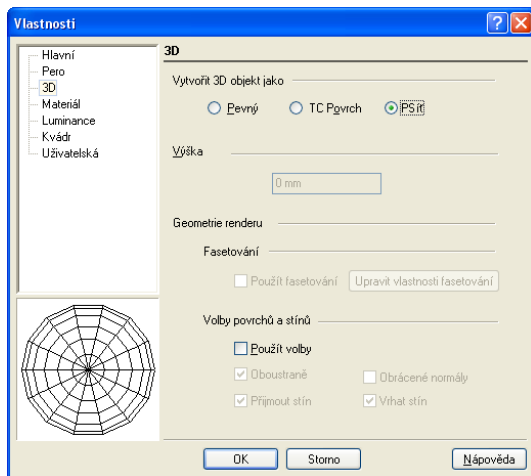 Vlastnosti
Hlavní
Pero
3D
Materiál
Luminance
Kvádr
Uživatelská
3D
Vytvořit 3D objekt jako
Pevný TC Povrch PSíť
Výška
0 mm
Geometrie renderu
Fasetování
Použít fasetování Upravit vlastnosti fasetování
Volby povrchů a stínů
Použít volby
Oboustraně Obrácené normály
Přijmout stín Vrhat stín
OK Storno Nápověda